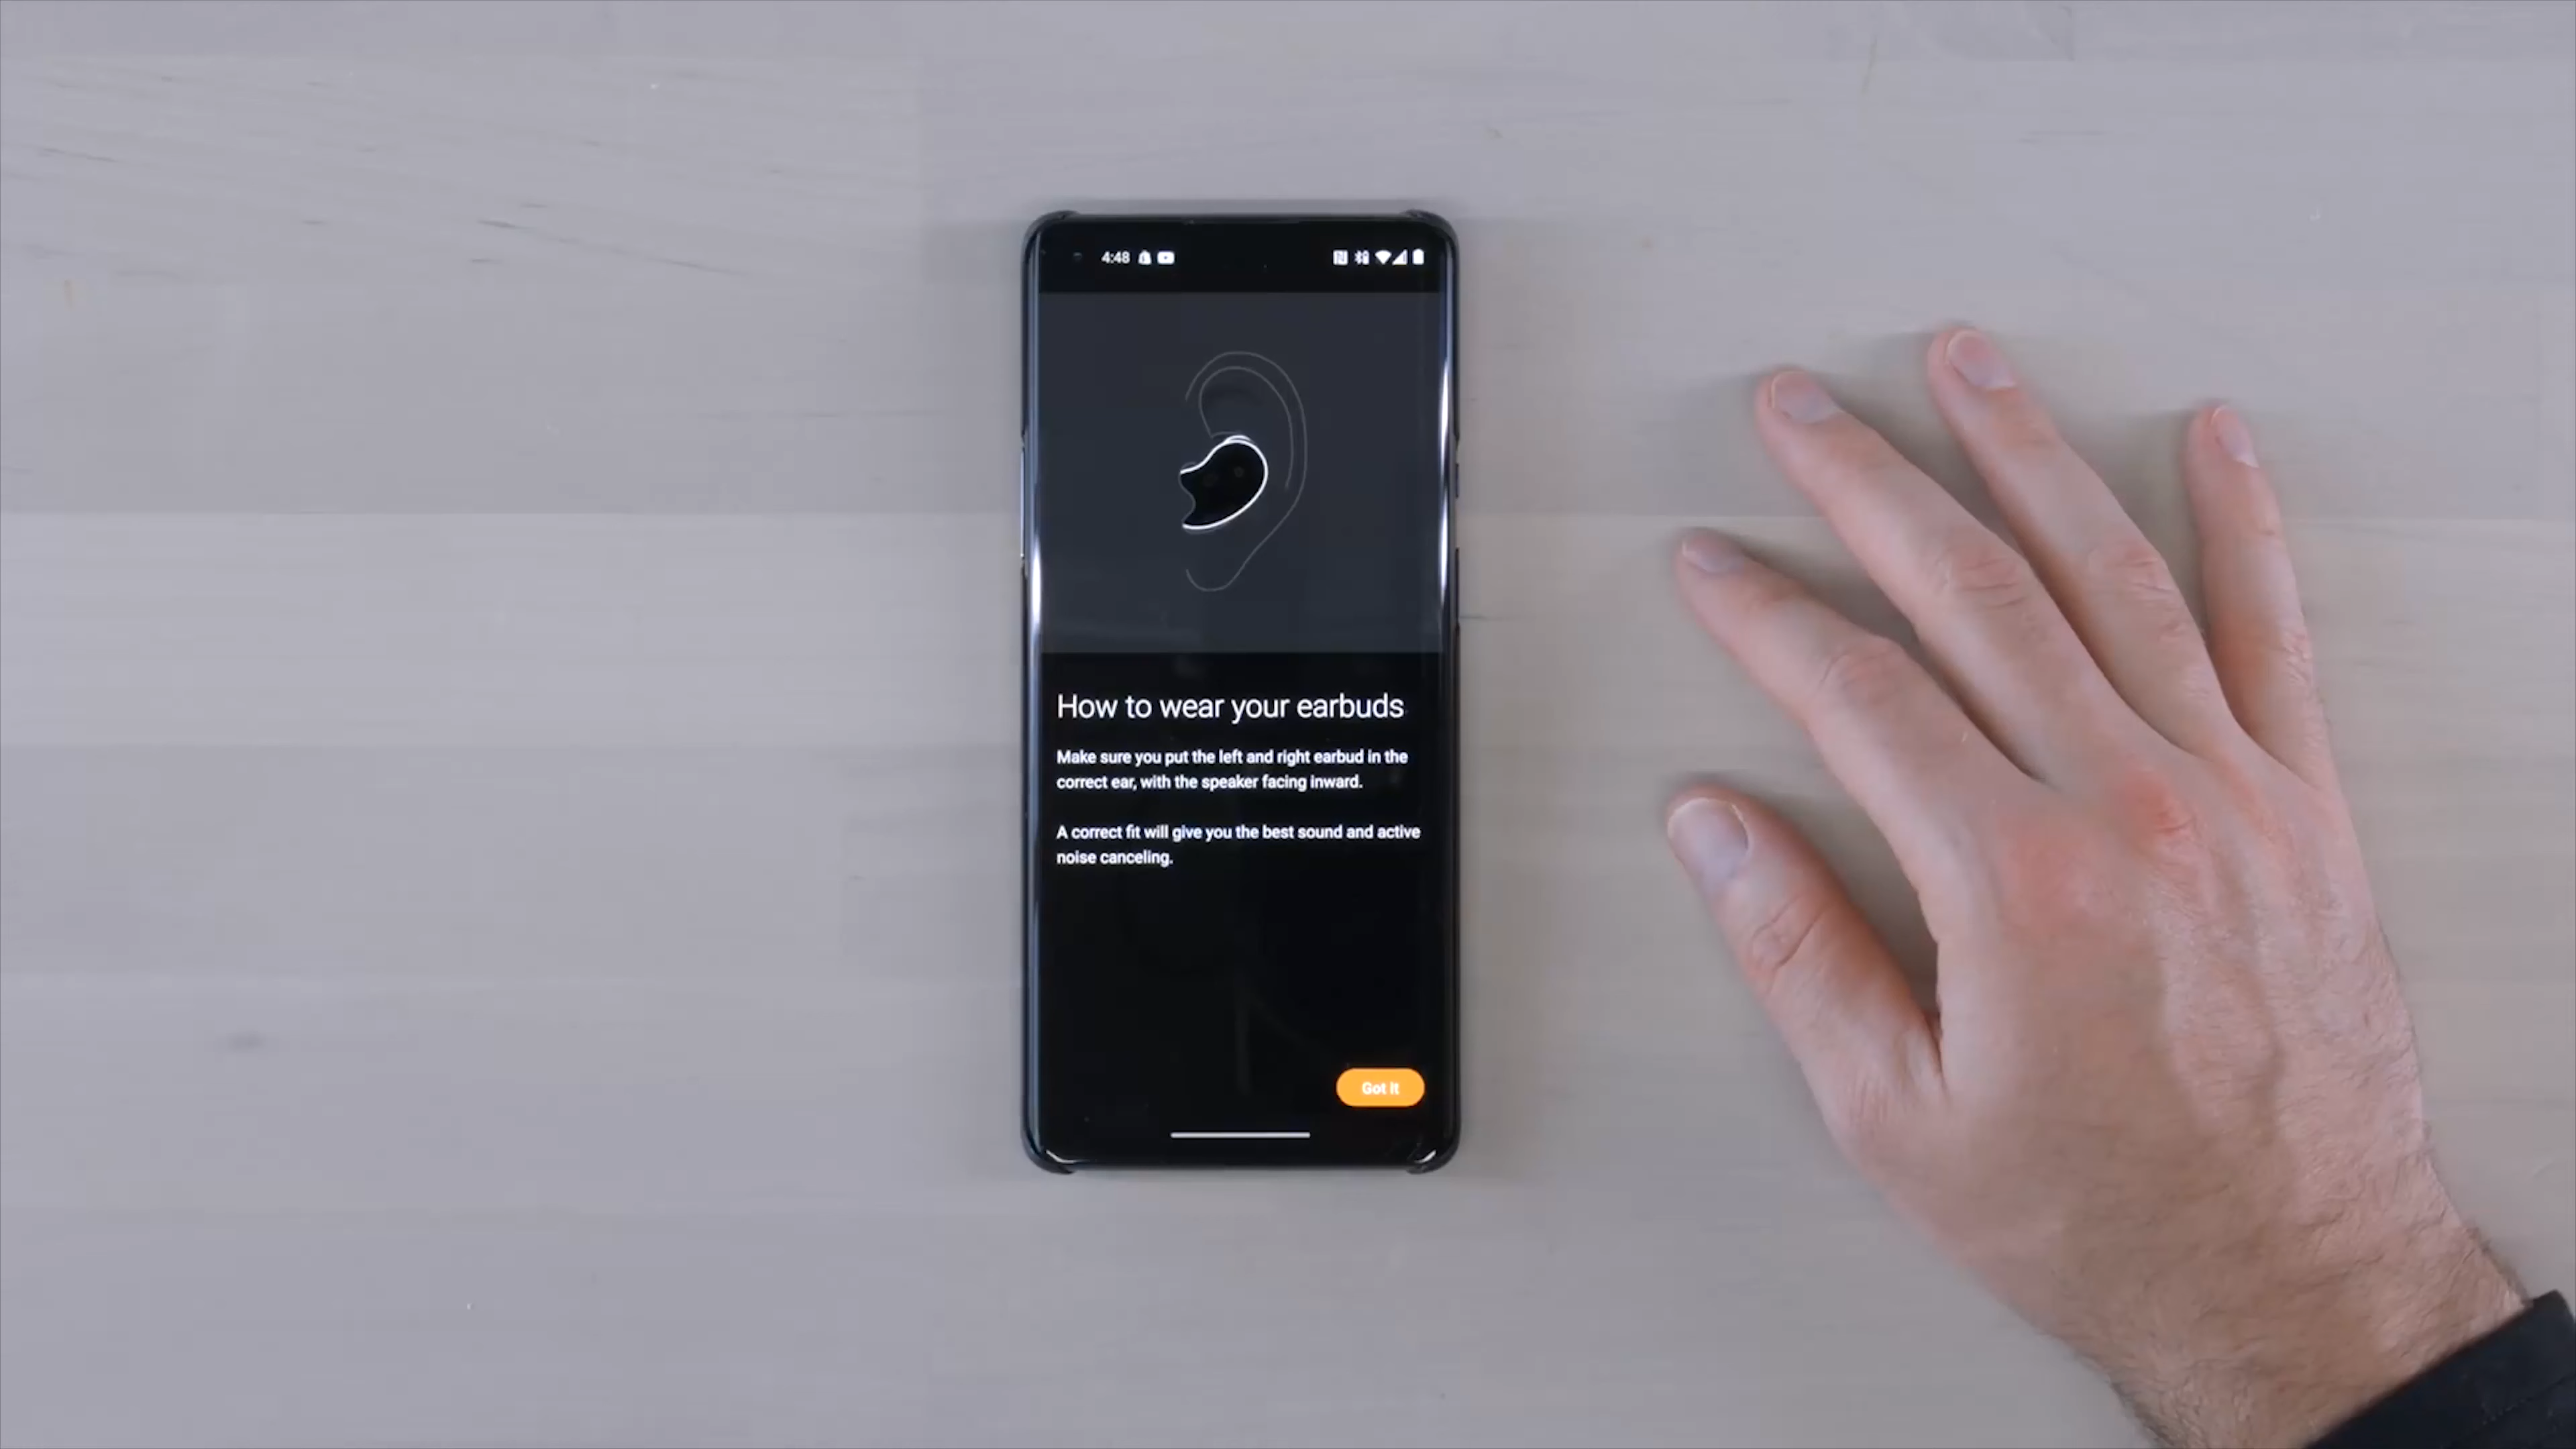 4:48
How to wear your earbuds
Make sure you put the left and right earbud in the
correct ear, with the speaker facing inward.
A correct fit will give you the best sound and active
noise canceling.
Got It